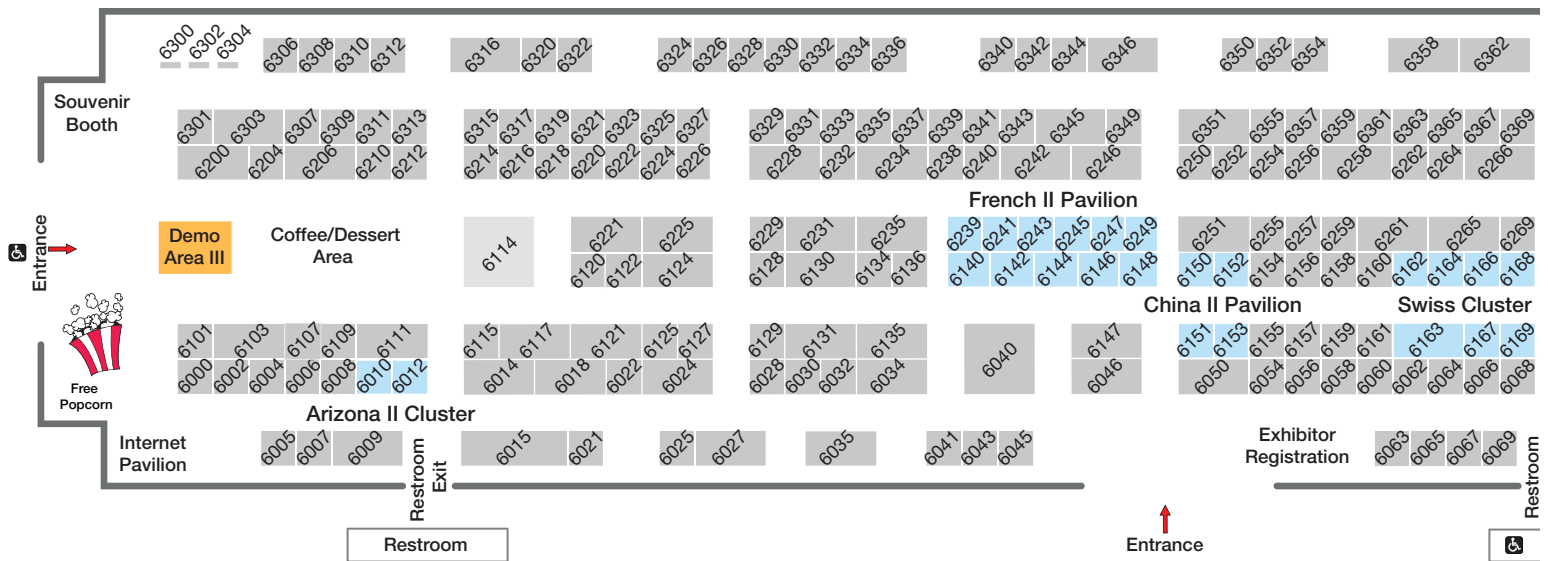 6300 6302 6304 6306 6308 6310 6312 6316 6320 6322 6324 6326 6328 6330 6332 6334 6336 6340 6342 6344 6346 6350 6352 6354 6358 6362
Souvenir
Booth
6301 6303 6307 6309 6311 6313 6315 6317 6319 6321 6323 6325 6327 6329 6331 6333 6335 6337 6339 6341 6343 6345 6349 6351 6355 6357 6359 6361 6363 6365 6367 6369
6200 6204 6206 6210 6212 6214 6216 6218 6220 6222 6224 6226 6228 6232 6234 6238 6240 6242 6246 6250 6252 6254 6256 6258 6262 6264 6266
French II Pavilion
Entrance
Demo
Area III
Coffee/Dessert
Area
6114
6221 6225 6229 6231 6235 6239 6241 6243 6245 6247 6249 6251 6255 6257 6259 6261 6265 6269
6120 6122 6124 6128 6130 6134 6136 6140 6142 6144 6146 6148 6150 6152 6154 6156 6158 6160 6162 6164 6166 6168
China II Pavilion
Swiss Cluster
6101 6103 6107 6109 6111 6115 6117 6121 6125 6127 6129 6131 6135 6040 6147 6151 6153 6155 6157 6159 6161 6163 6167 6169
6000 6002 6004 6006 6008 6010 6012 6014 6018 6022 6024 6028 6030 6032 6034 6046 6050 6054 6056 6058 6060 6062 6064 6066 6068
Free
Popcorn
Arizona II Cluster
Internet
Pavilion
6005 6007 6009 6015 6021 6025 6027 6035 6041 6043 6045
Exhibitor
Registration
6063 6065 6067 6069
Restroom
Exit
Restroom
Restroom
Entrance